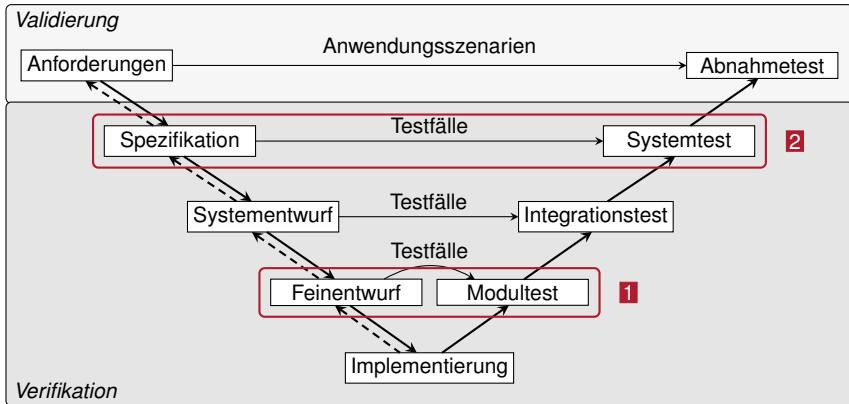 Validierung
Anwendungsszenarien
Anforderungen
Abnahmetest
Testfälle
Spezifikation
Systemtest
2
Testfälle
Systementwurf
Integrationstest
Testfälle
Feinentwurf
Modultest
1
Implementierung
Verifikation